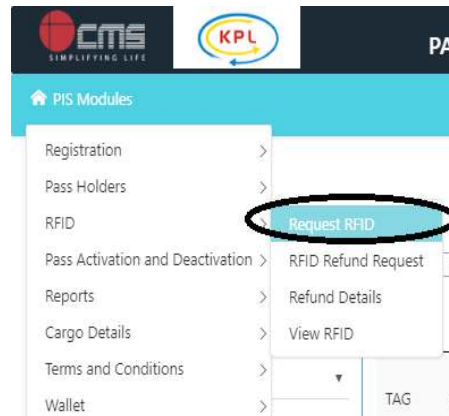 CMS
SIMPLIFYING LIFE
KPL
PA
PIS Modules
Registration
Pass Holders
RFID
Request RFID
Pass Activation and Deactivation
RFID Refund Request
Reports
Refund Details
Cargo Details
View RFID
Terms and Conditions
Wallet
TAG